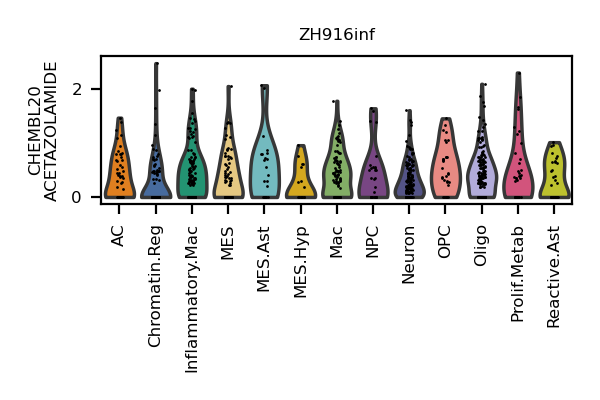 ZH916inf
CHEMBL20
ACETAZOLAMIDE
2
0
AC
Chromatin.Reg
Inflammatory.Mac
MES
MES.Ast
MES.Hyp
Mac
NPC
Neuron
OPC
Oligo
Prolif.Metab
Reactive.Ast